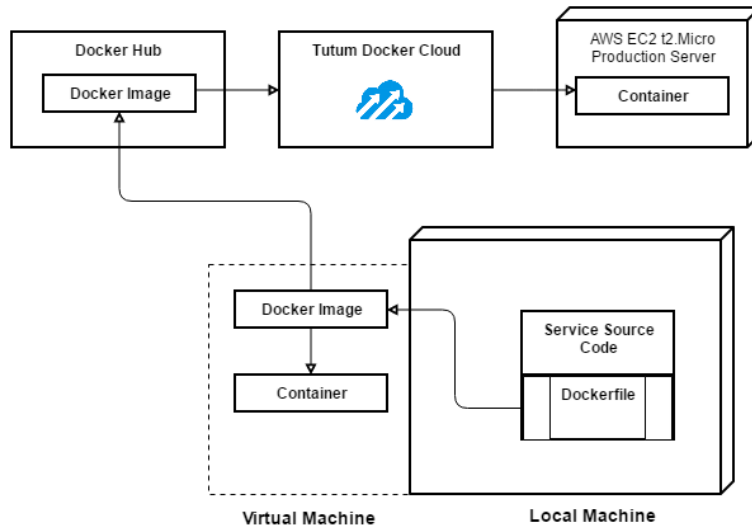 Docker Hub
Docker Image
Tutum Docker Cloud
AWS EC2 t2.Micro
Production Server
Container
Docker Image
Container
Service Source
Code
Dockerfile
Virtual Machine
Local Machine